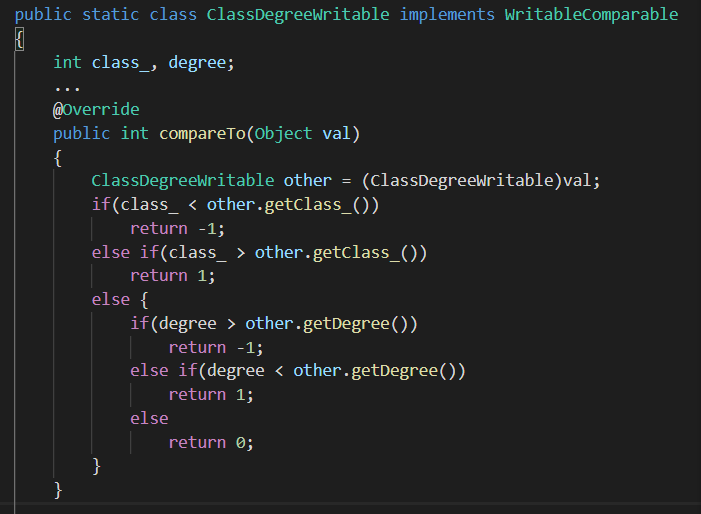 public static class ClassDegreeWritable implements WritableComparable
{
    int class_, degree;
    ...
    @Override
    public int compareTo(Object val)
    {
        ClassDegreeWritable other = (ClassDegreeWritable)val;
        if(class_ < other.getClass_())
            return -1;
        else if(class_ > other.getClass_())
            return 1;
        else {
            if(degree > other.getDegree())
                return -1;
            else if(degree < other.getDegree())
                return 1;
            else
                return 0;
        }
    }